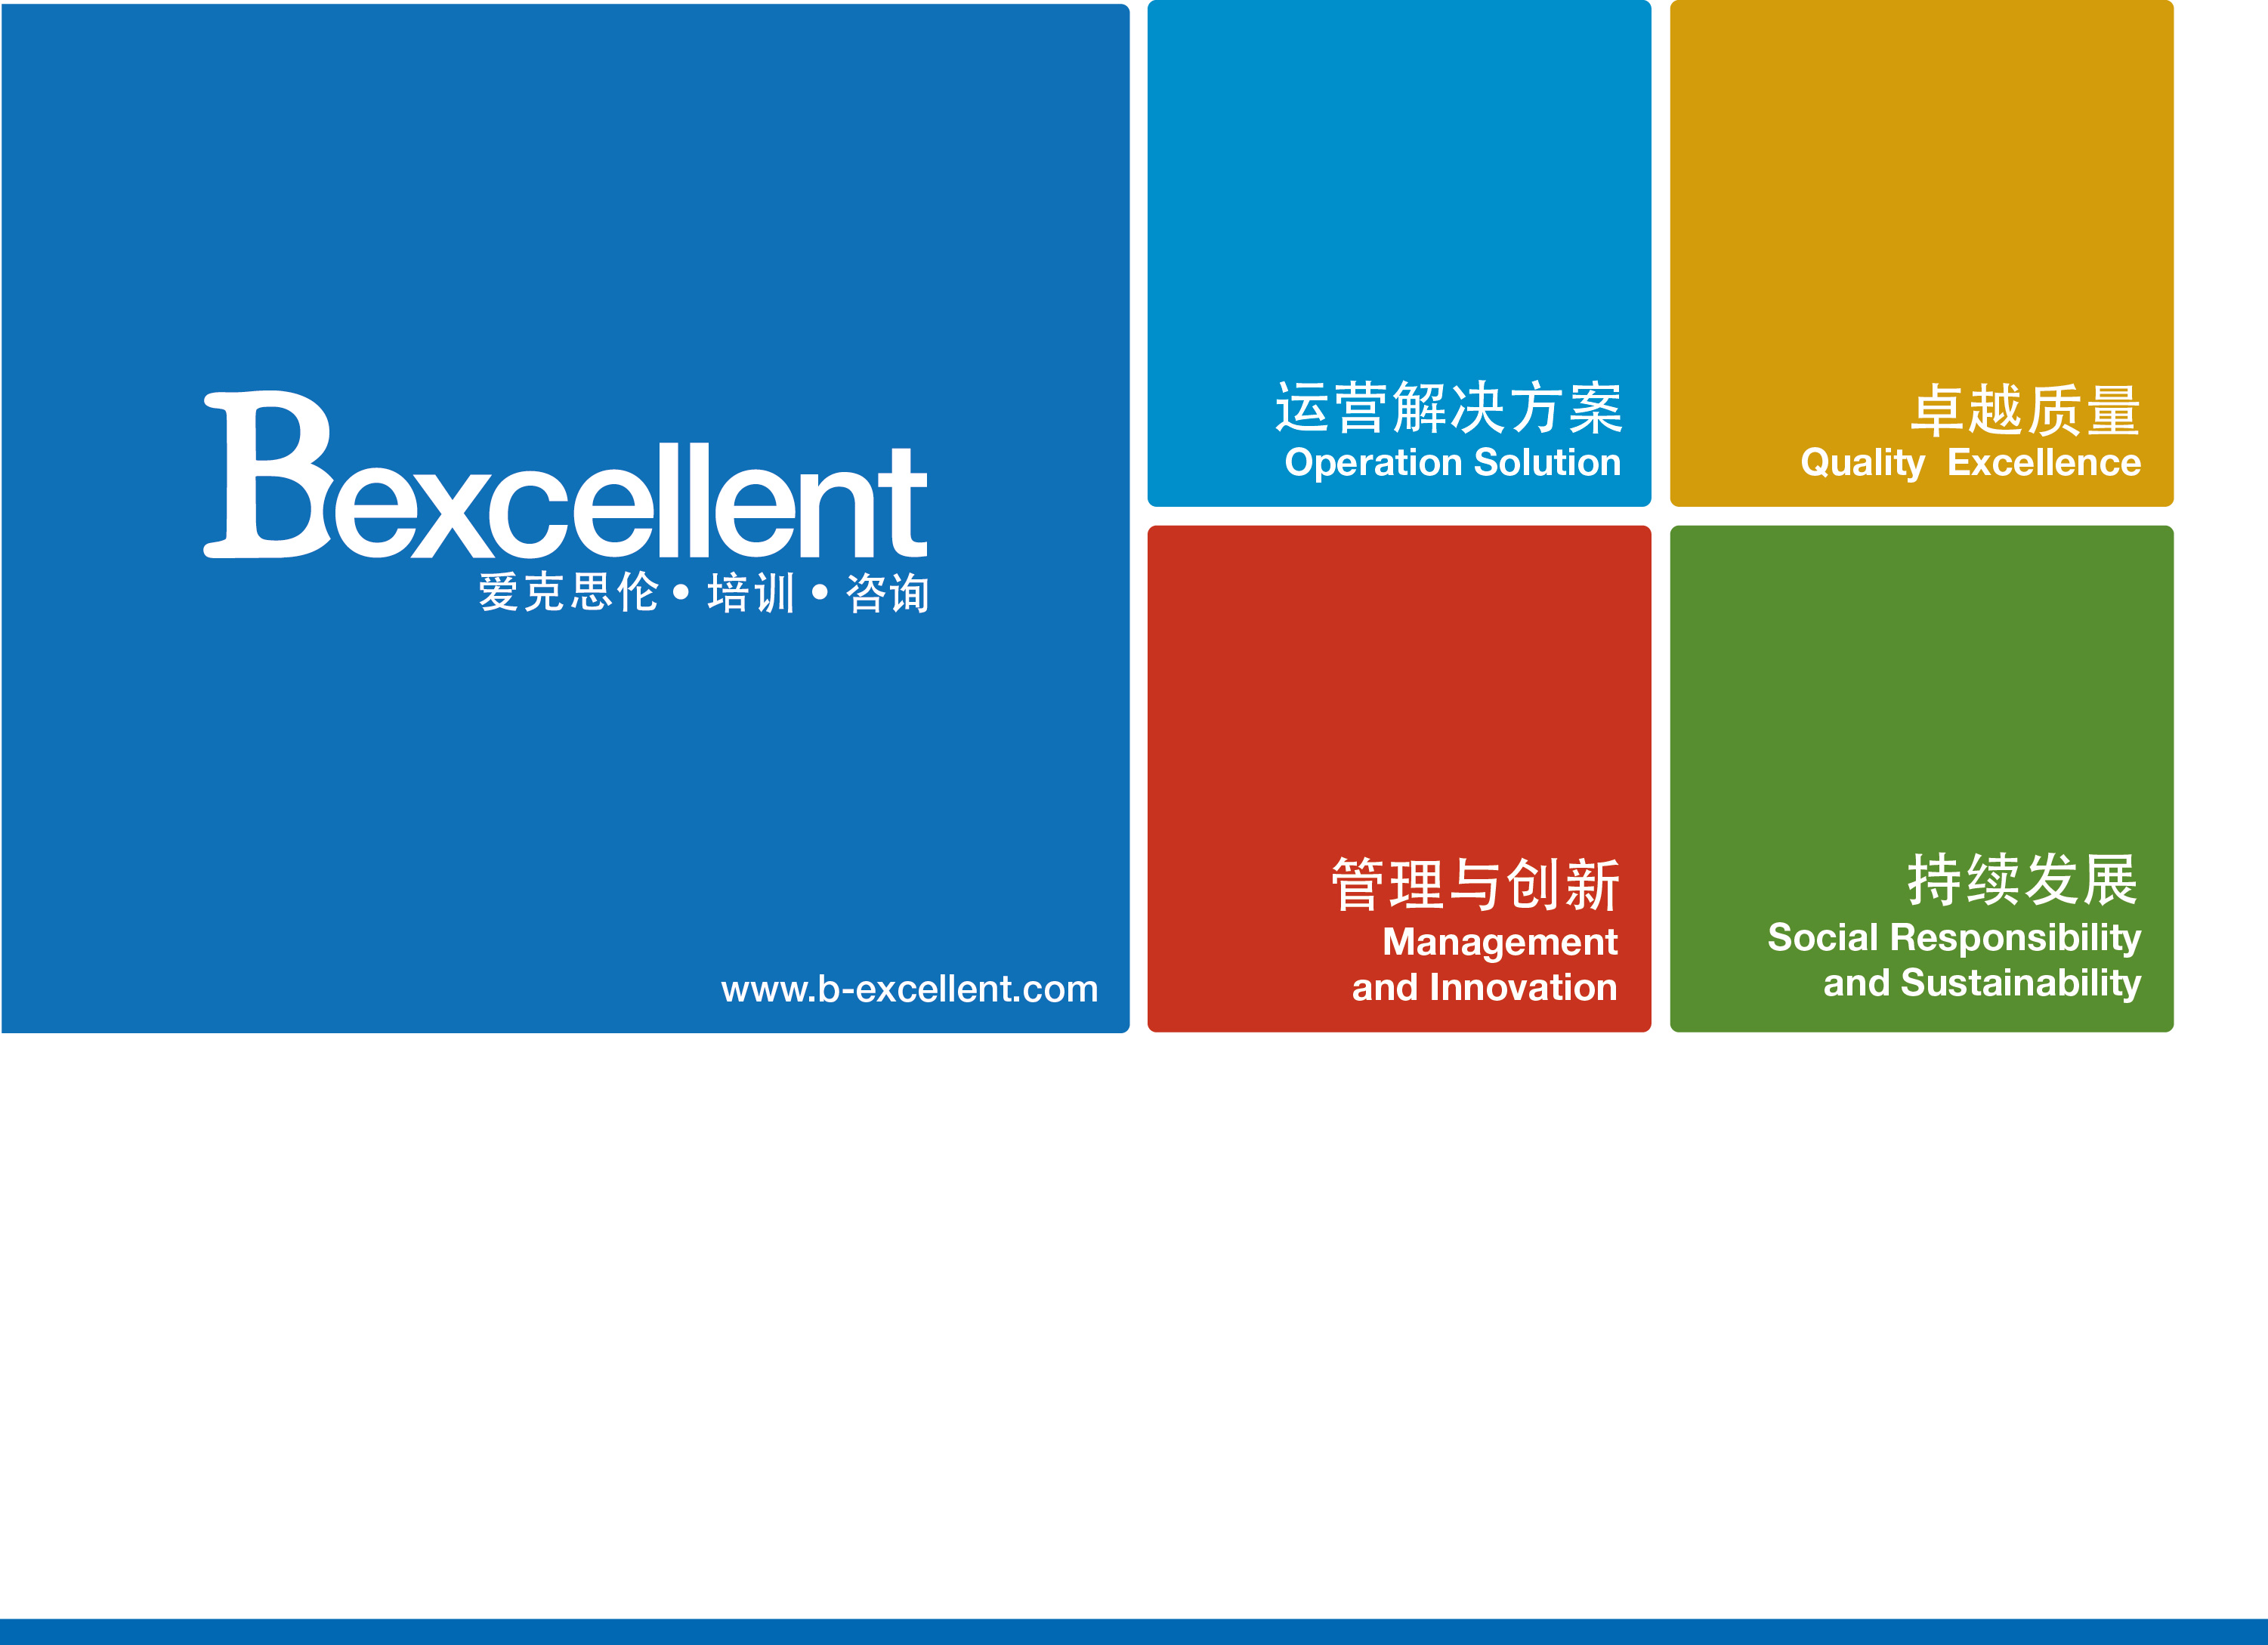 Bexcellent
蔓克思伦·培训·咨询
www.b-excellent.com
运营解决方案
Operation Solution
卓越质量
Quality Excellence
管理与创新
Management
and Innovation
持续发展
Social Responsibility
and Sustainability